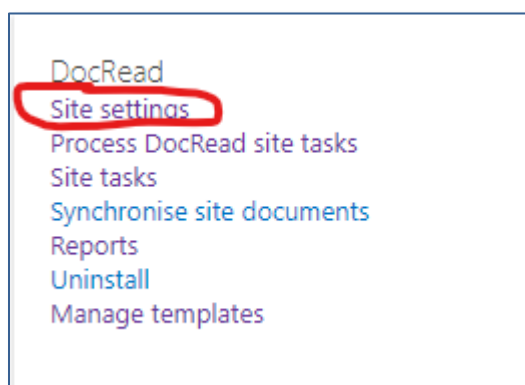 DocRead
Site settings
Process DocRead site tasks
Site tasks
Synchronise site documents
Reports
Uninstall
Manage templates